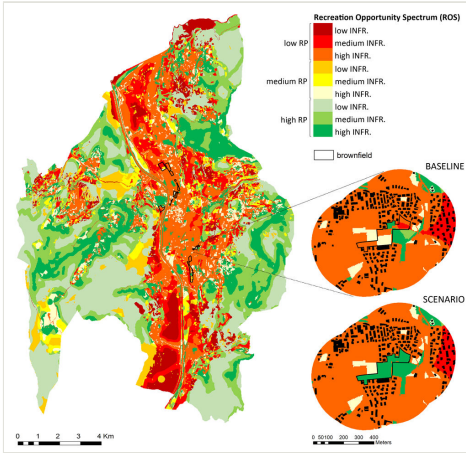 Recreation Opportunity Spectrum (ROS)
low INFR.
low RP medium INFR.
high INFR.
low INFR.
medium RP medium INFR.
high INFR.
low INFR.
high RP medium INFR.
high INFR.
brownfield
BASELINE
SCENARIO
0 1 2 4 Km
0 50 100 200 300 400
Meters